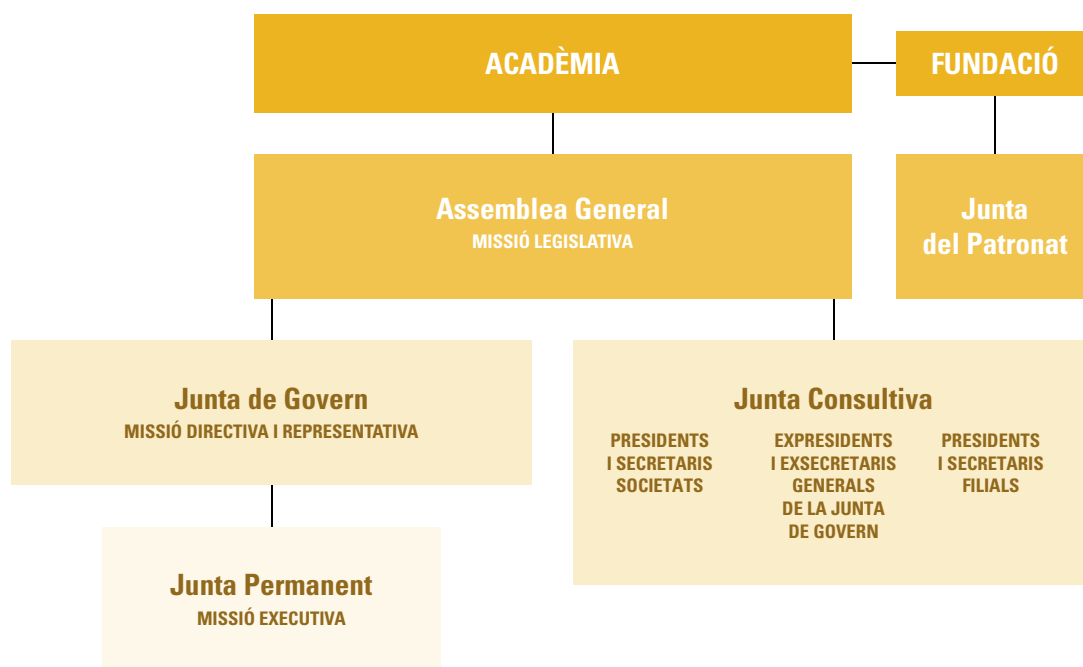 ACADÈMIA
FUNDACIÓ
Assemblea General
MISSIÓ LEGISLATIVA
Junta
del Patronat
Junta de Govern
MISSIÓ DIRECTIVA I REPRESENTATIVA
Junta Consultiva
PRESIDENTS
I SECRETARIS
SOCIETATS
EXPRESIDENTS
I EXSECRETARIS
GENERALS
DE LA JUNTA
DE GOVERN
PRESIDENTS
I SECRETARIS
FILIALS
Junta Permanent
MISSIÓ EXECUTIVA